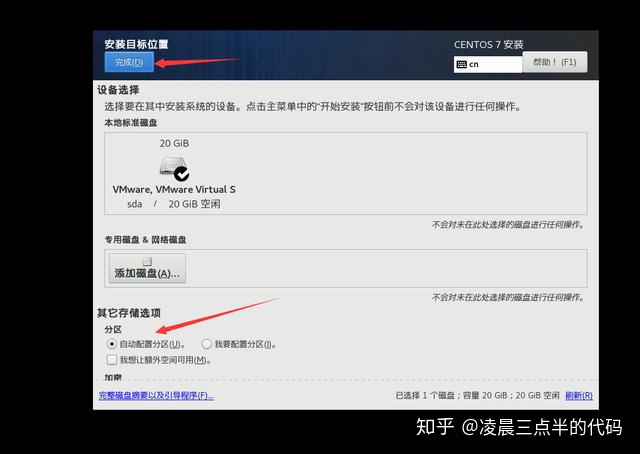 安装目标位置
CENTOS 7 安装
完成(D)
cn
帮助！(F1)
设备选择
选择要在其中安装系统的设备。点击主菜单中的"开始安装"按钮前不会对该设备进行任何操作。
本地标准磁盘
20 GiB
VMware, VMware Virtual S
sda / 20 GiB 空闲
不会对未在此处选择的磁盘进行任何操作。
专用磁盘 & 网络磁盘
添加磁盘(A)...
不会对未在此处选择的磁盘进行任何操作。
其它存储选项
分区
自动配置分区(U)。 我要配置分区(I)。
我想让额外空间可用(M)。
加密
完整磁盘摘要以及引导程序(F)...
已选择 1 个磁盘；容量 20 GiB；20 GiB 空闲 刷新(R)
知乎 @凌晨三点半的代码